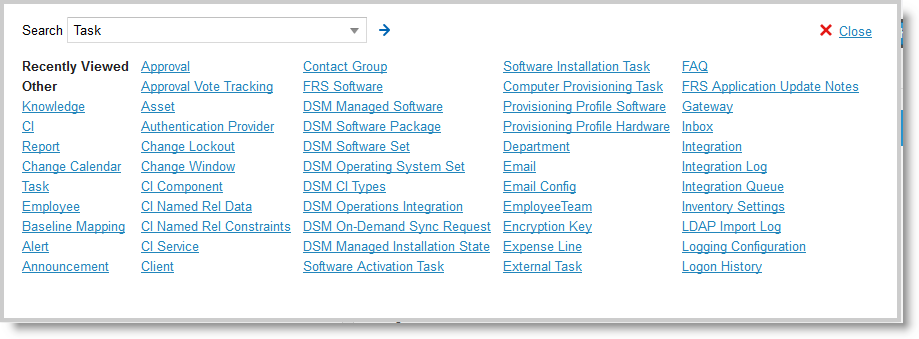 Search Task Close
Recently Viewed
Other
Knowledge
CI
Report
Change Calendar
Task
Employee
Baseline Mapping
Alert
Announcement
Approval
Approval Vote Tracking
Asset
Authentication Provider
Change Lockout
Change Window
CI Component
CI Named Rel Data
CI Named Rel Constraints
CI Service
Client
Contact Group
FRS Software
DSM Managed Software
DSM Software Package
DSM Software Set
DSM Operating System Set
DSM CI Types
DSM Operations Integration
DSM On-Demand Sync Request
DSM Managed Installation State
Software Activation Task
Software Installation Task
Computer Provisioning Task
Provisioning Profile Software
Provisioning Profile Hardware
Department
Email
Email Config
EmployeeTeam
Encryption Key
Expense Line
External Task
FAQ
FRS Application Update Notes
Gateway
Inbox
Integration
Integration Log
Integration Queue
Inventory Settings
LDAP Import Log
Logging Configuration
Logon History